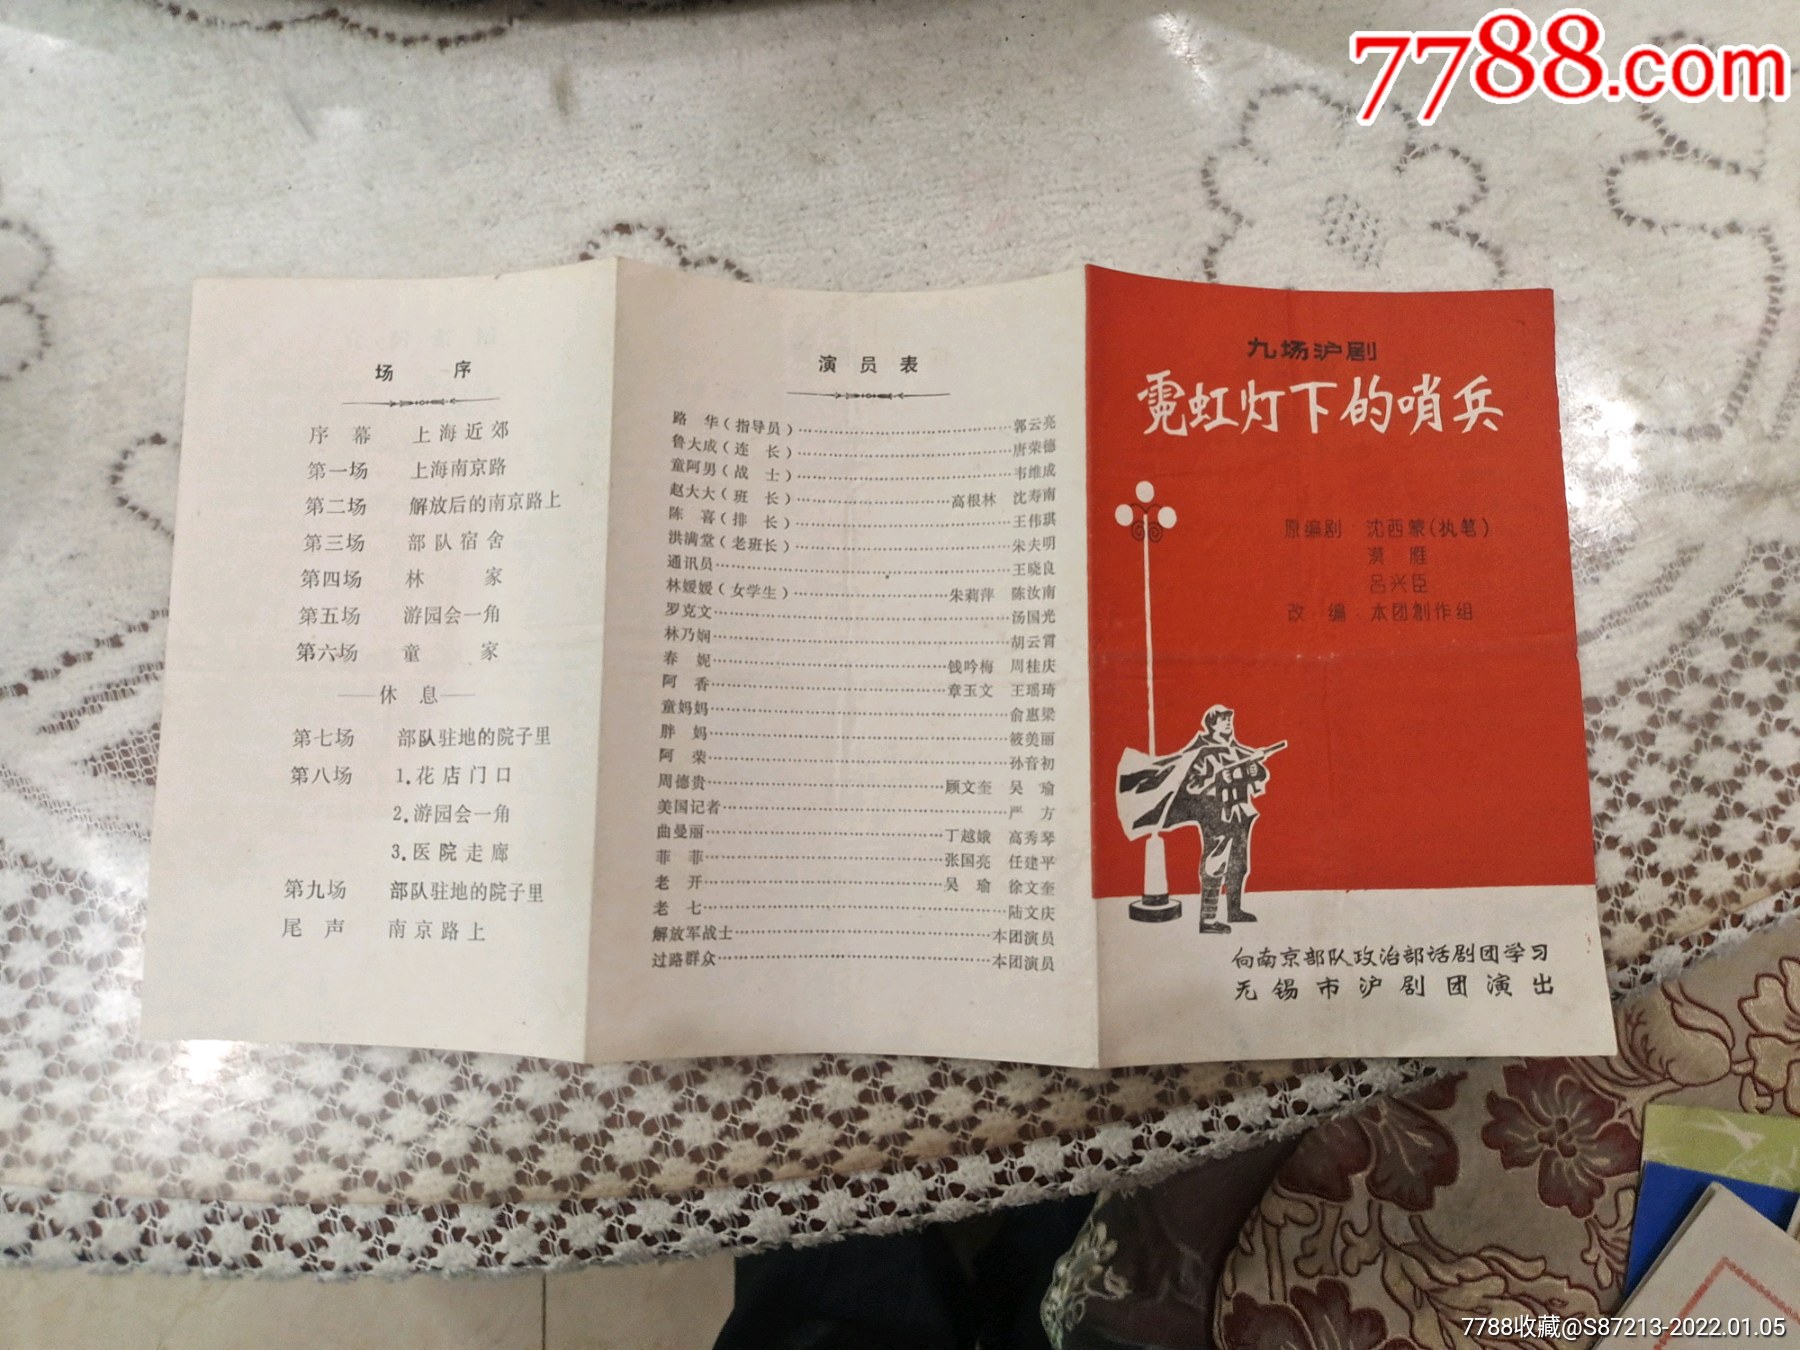 7788.com
场 序
序 幕 上海近郊
第一场 上海南京路
第二场 解放后的南京路上
第三场 部队宿舍
第四场 林 家
第五场 游园会一角
第六场 童 家
——休 息——
第七场 部队驻地的院子里
第八场 1.花店门口
2.游园会一角
3.医院走廊
第九场 部队驻地的院子里
尾 声 南京路上
演 员 表
路 华（指导员）……郭云亮
鲁大成（连 长）……唐荣德
童阿男（战 士）……韦维成
赵大大（班 长）……高根林 沈寿南
陈 喜（排 长）……王伟琪
洪满堂（老班长）……朱夫明
通讯员……王晓良
林媛媛（女学生）……朱莉萍 陈汝南
罗克文……汤国光
林乃娴……胡云霄
春 妮……钱吟梅 周桂庆
阿 香……章玉文 王瑶琦
童妈妈……俞惠梁
胖 妈……筱美丽
阿 荣……孙音初
周德贵……顾文奎 吴 瑜
美国记者……严 方
曲曼丽……丁越娥 高秀琴
菲 菲……张国亮 任建平
老 开……吴 瑜 徐文奎
老 七……陆文庆
解放军战士……本团演员
过路群众……本团演员
九场沪剧
霓虹灯下的哨兵
原编剧：沈西蒙（执笔）
漠雁
吕兴臣
改 编：本团创作组
向南京部队政治部话剧团学习
无锡市沪剧团演出
7788收藏@S87213-2022.01.05